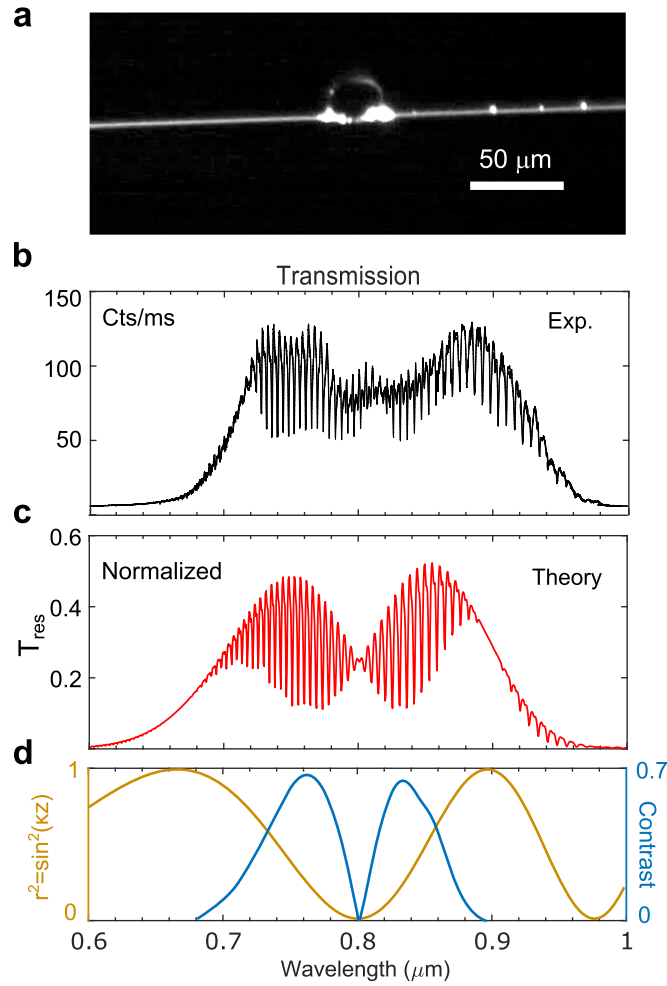 a
50 μm
b
Transmission
150
Cts/ms
Exp.
100
50
c
0.6
Normalized
Theory
0.4
T_res
0.2
d
1
0.7
r²=sin²(κz)
Contrast
0
0
0.6
0.7
0.8
0.9
1
Wavelength (μm)